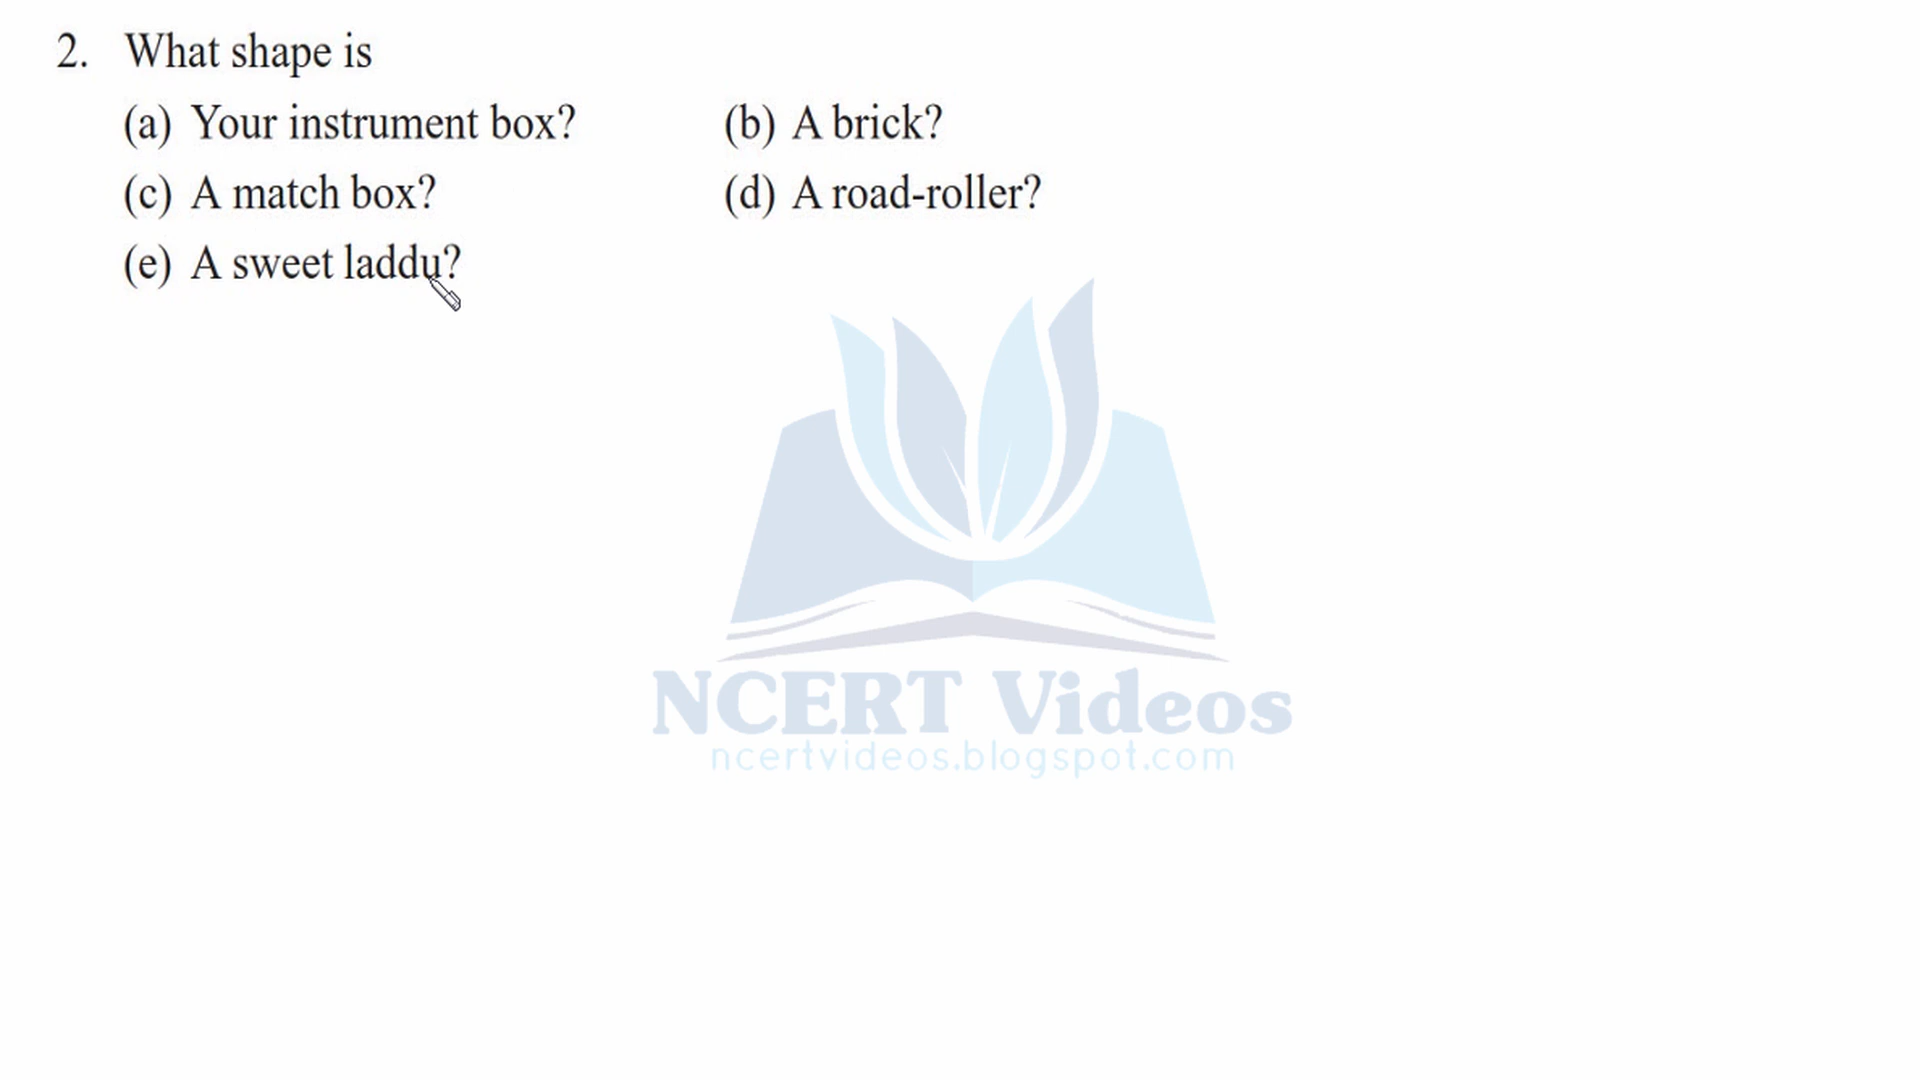 2. What shape is
(a) Your instrument box? (b) A brick?
(c) A match box? (d) A road-roller?
(e) A sweet laddu?
NCERT Videos
ncertvideos.blogspot.com